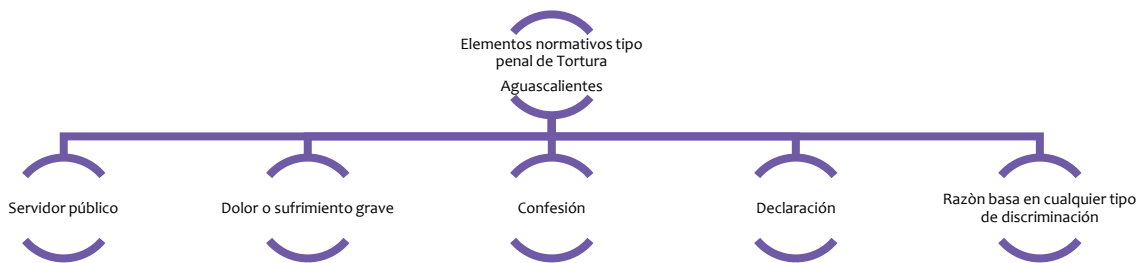 Elementos normativos tipo
penal de Tortura
Aguascalientes
Servidor público
Dolor o sufrimiento grave
Confesión
Declaración
Razòn basa en cualquier tipo
de discriminación